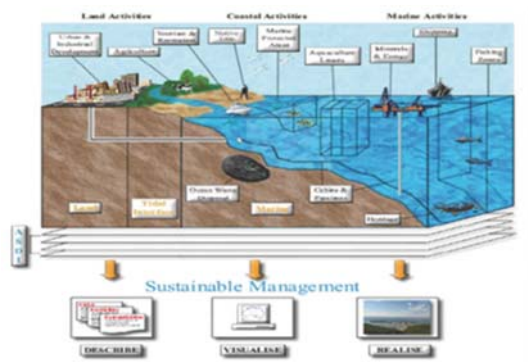 Land Activities
Coastal Activities
Marine Activities
Urban &
Industrial
Development
Agriculture
Tourism &
Recreation
Native
Title
Marine
Protected
Areas
Aquaculture
Leases
Minerals
& Energy
Shipping
Fishing
Zones
Ocean Waste
Disposal
Cables &
Pipelines
Heritage
Land
Tidal
Interface
Marine
ASDI
Sustainable Management
DESCRIBE
VISUALISE
REALISE